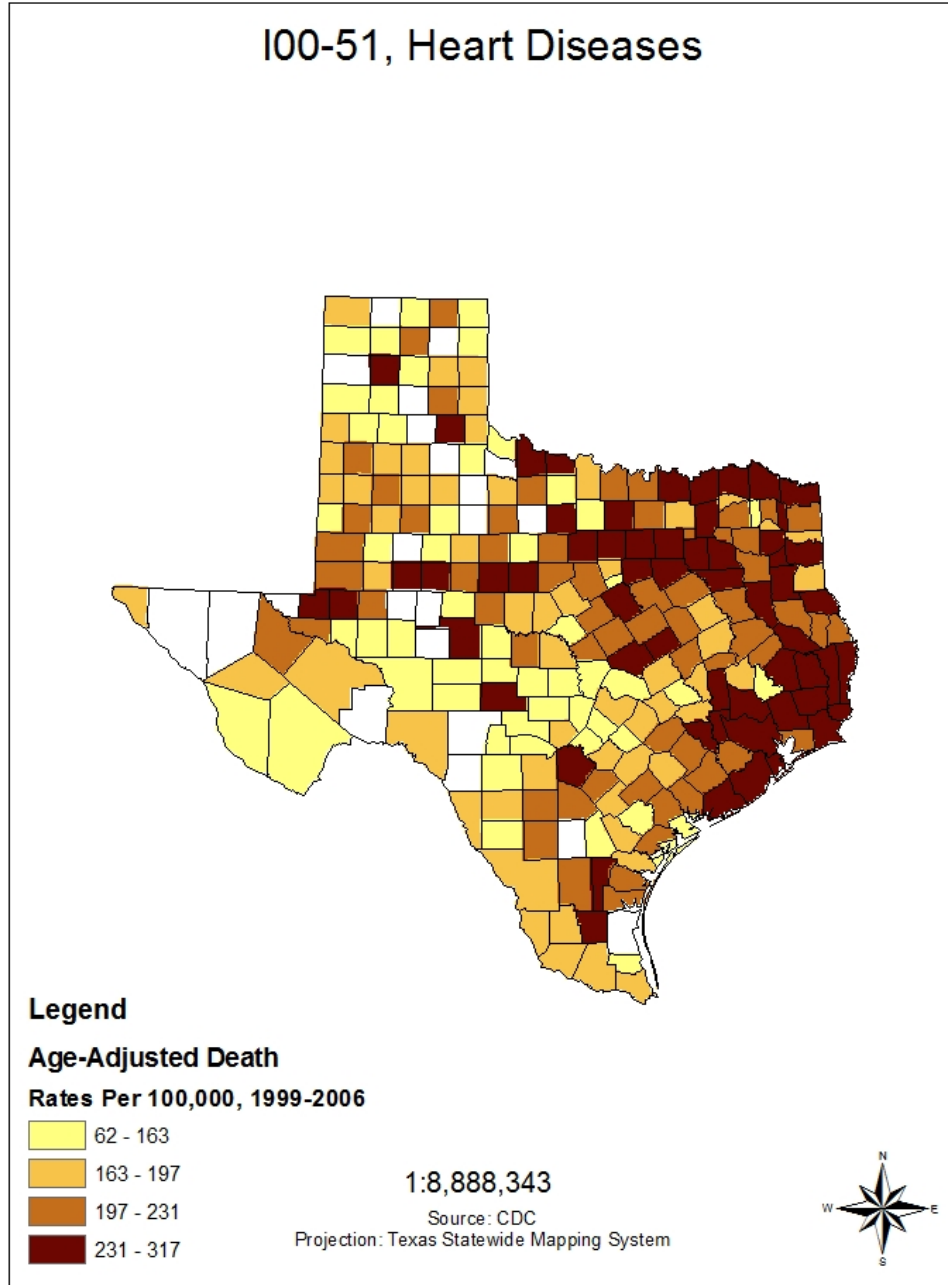 I00-51, Heart Diseases
Legend
Age-Adjusted Death
Rates Per 100,000, 1999-2006
62 - 163
163 - 197
197 - 231
231 - 317
1:8,888,343
Source: CDC
Projection: Texas Statewide Mapping System
N
W
E
S